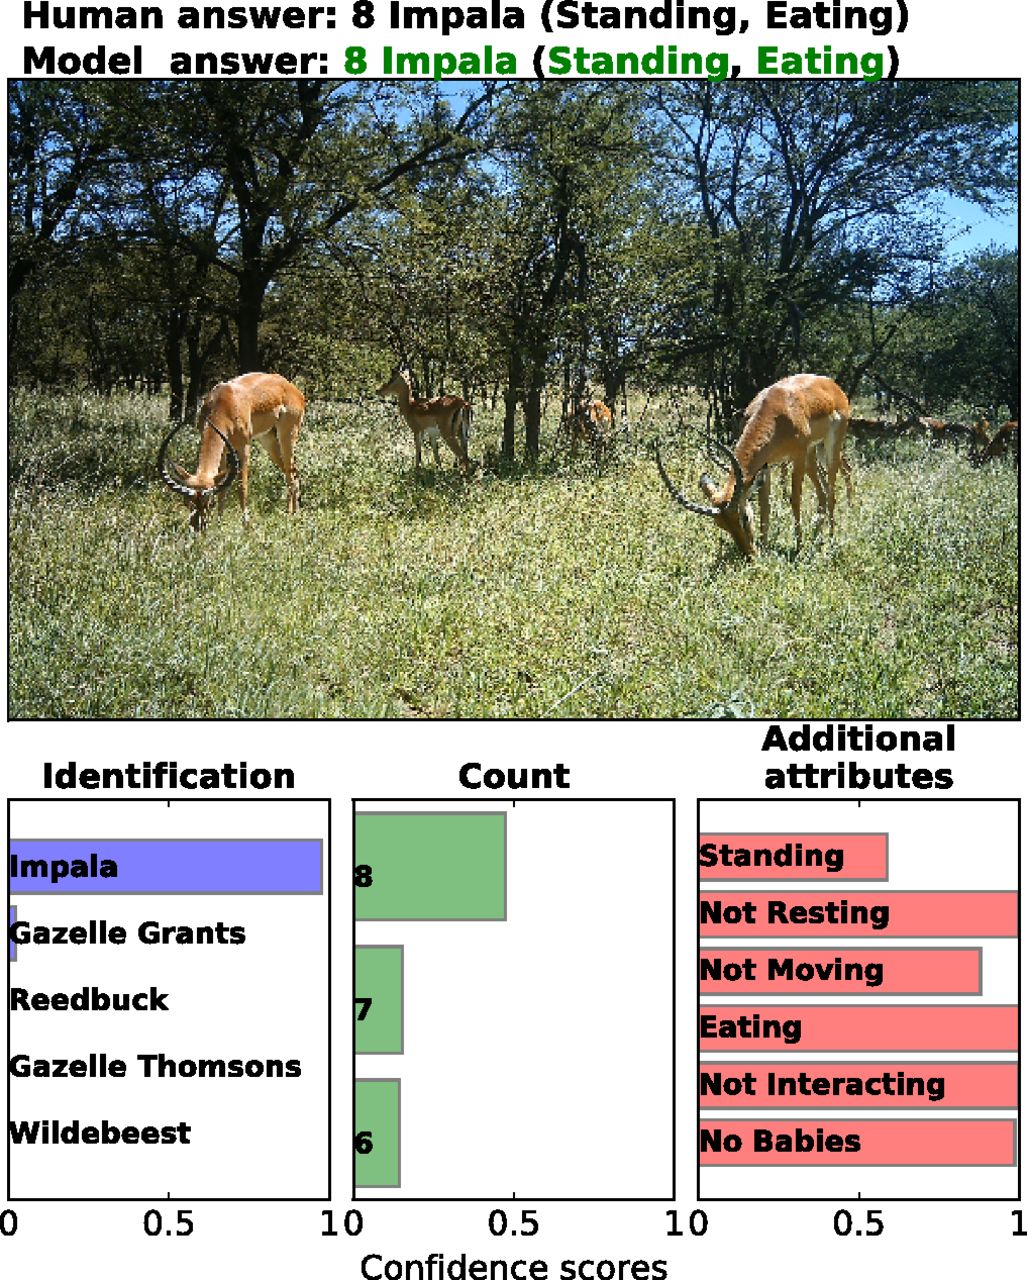 Human answer: 8 Impala (Standing, Eating)
Model answer: 8 Impala (Standing, Eating)
Identification
Impala
Gazelle Grants
Reedbuck
Gazelle Thomsons
Wildebeest
0 0.5 1
Count
8
7
6
0 0.5 1
Additional
attributes
Standing
Not Resting
Not Moving
Eating
Not Interacting
No Babies
0 0.5 1
Confidence scores